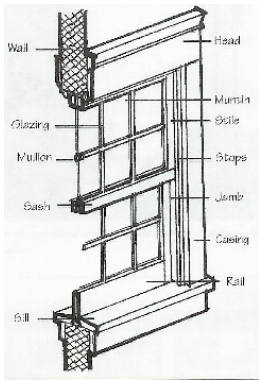 Wall
Head
Muntin
Glazing
Stile
Mullion
Stops
Sash
Jamb
Casing
Rail
Sill